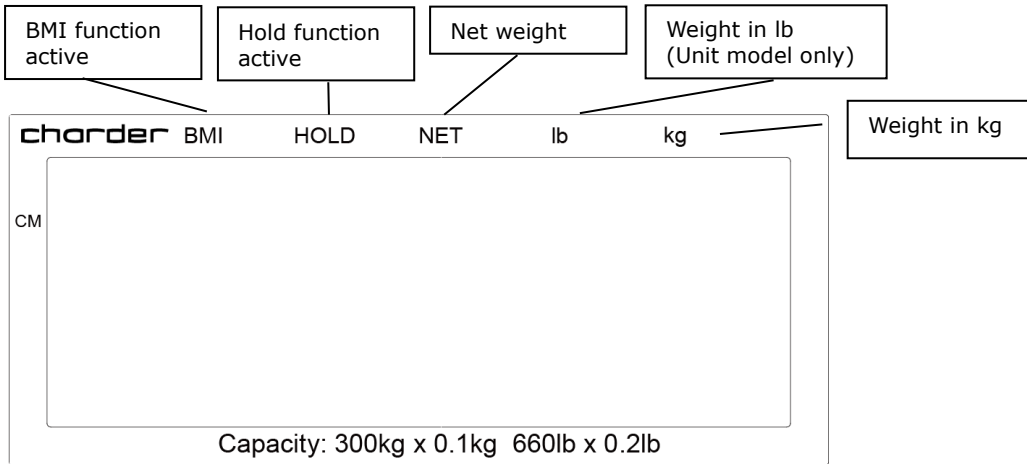 BMI function
active
Hold function
active
Net weight
Weight in lb
(Unit model only)
Weight in kg
charder BMI HOLD NET lb kg
CM
Capacity: 300kg x 0.1kg 660lb x 0.2lb